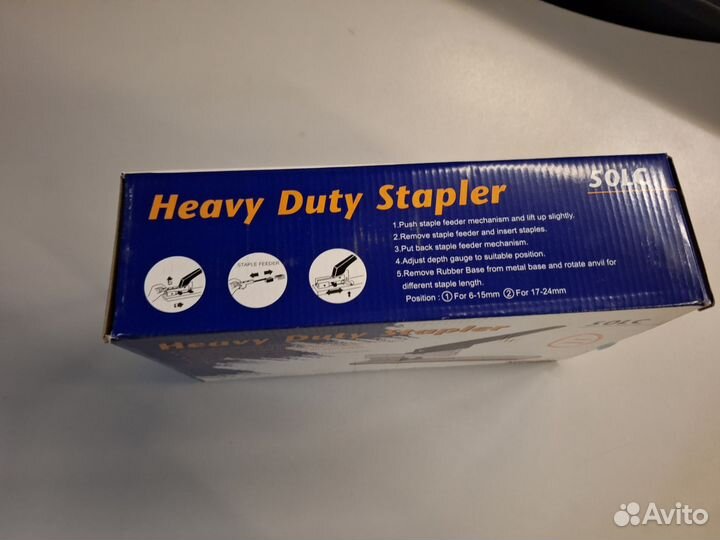 Heavy Duty Stapler
50LC
1.Push staple feeder mechanism and lift up slightly.
2.Remove staple feeder and insert staples.
3.Put back staple feeder mechanism.
4.Adjust depth gauge to suitable position.
5.Remove Rubber Base from metal base and rotate anvil for
different staple length.
Position : ① For 6-15mm ② For 17-24mm
STAPLE FEEDER
Heavy Duty Stapler
50LC
Avito